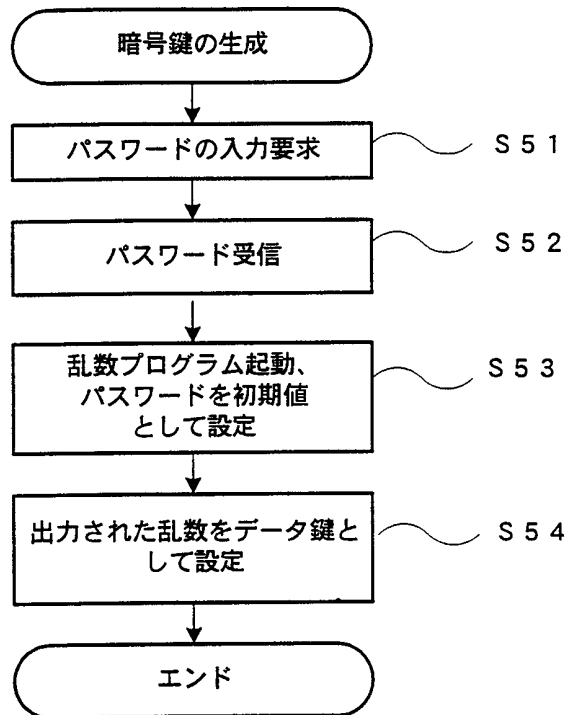 暗号鍵の生成
パスワードの入力要求
S51
パスワード受信
S52
乱数プログラム起動、
パスワードを初期値
として設定
S53
出力された乱数をデータ鍵と
して設定
S54
エンド